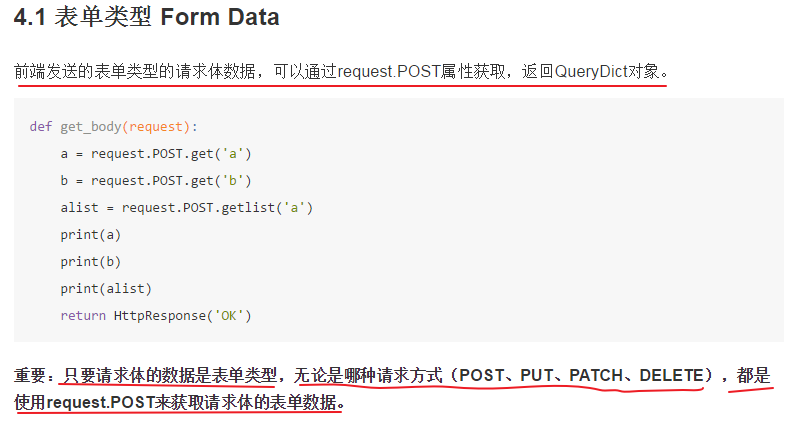 4.1 表单类型 Form Data
前端发送的表单类型的请求体数据，可以通过request.POST属性获取，返回QueryDict对象。
def get_body(request):
    a = request.POST.get('a')
    b = request.POST.get('b')
    alist = request.POST.getlist('a')
    print(a)
    print(b)
    print(alist)
    return HttpResponse('OK')
重要：只要请求体的数据是表单类型，无论是哪种请求方式（POST、PUT、PATCH、DELETE），都是
使用request.POST来获取请求体的表单数据。